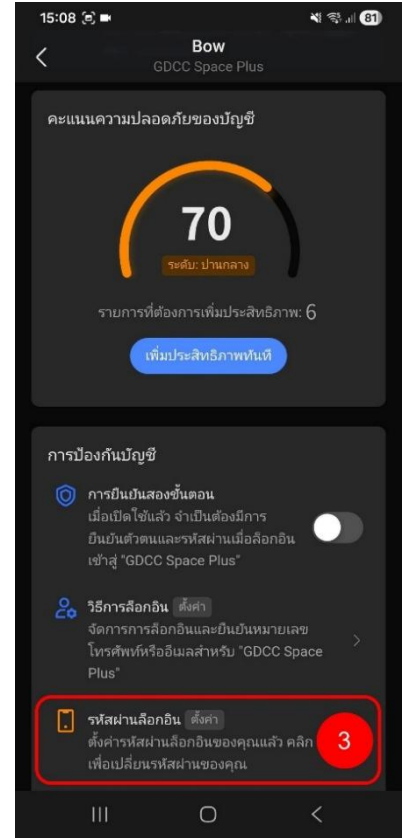 15:08
81
Bow
GDCC Space Plus
คะแนนความปลอดภัยของบัญชี
70
ระดับ: ปานกลาง
รายการที่ต้องการเพิ่มประสิทธิภาพ: 6
เพิ่มประสิทธิภาพทันที
การป้องกันบัญชี
การยืนยันสองขั้นตอน
เมื่อเปิดใช้แล้ว จำเป็นต้องมีการ
ยืนยันตัวตนและรหัสผ่านเมื่อล็อกอิน
เข้าสู่ "GDCC Space Plus"
วิธีการล็อกอิน ตั้งค่า
จัดการการล็อกอินและยืนยันหมายเลข
โทรศัพท์หรืออีเมลสำหรับ "GDCC Space
Plus"
รหัสผ่านล็อกอิน ตั้งค่า
ตั้งค่ารหัสผ่านล็อกอินของคุณแล้ว คลิก
เพื่อเปลี่ยนรหัสผ่านของคุณ
3